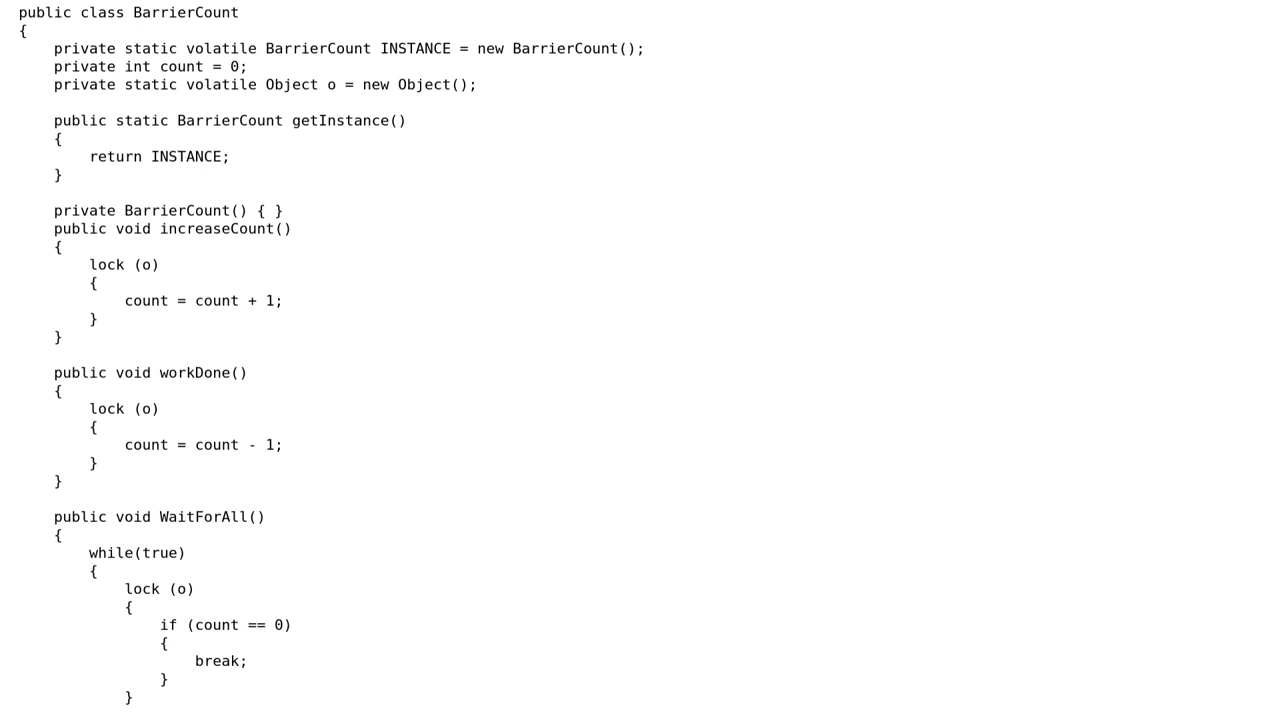 public class BarrierCount
{
    private static volatile BarrierCount INSTANCE = new BarrierCount();
    private int count = 0;
    private static volatile Object o = new Object();

    public static BarrierCount getInstance()
    {
        return INSTANCE;
    }

    private BarrierCount() { }
    public void increaseCount()
    {
        lock (o)
        {
            count = count + 1;
        }
    }

    public void workDone()
    {
        lock (o)
        {
            count = count - 1;
        }
    }

    public void WaitForAll()
    {
        while(true)
        {
            lock (o)
            {
                if (count == 0)
                {
                    break;
                }
            }